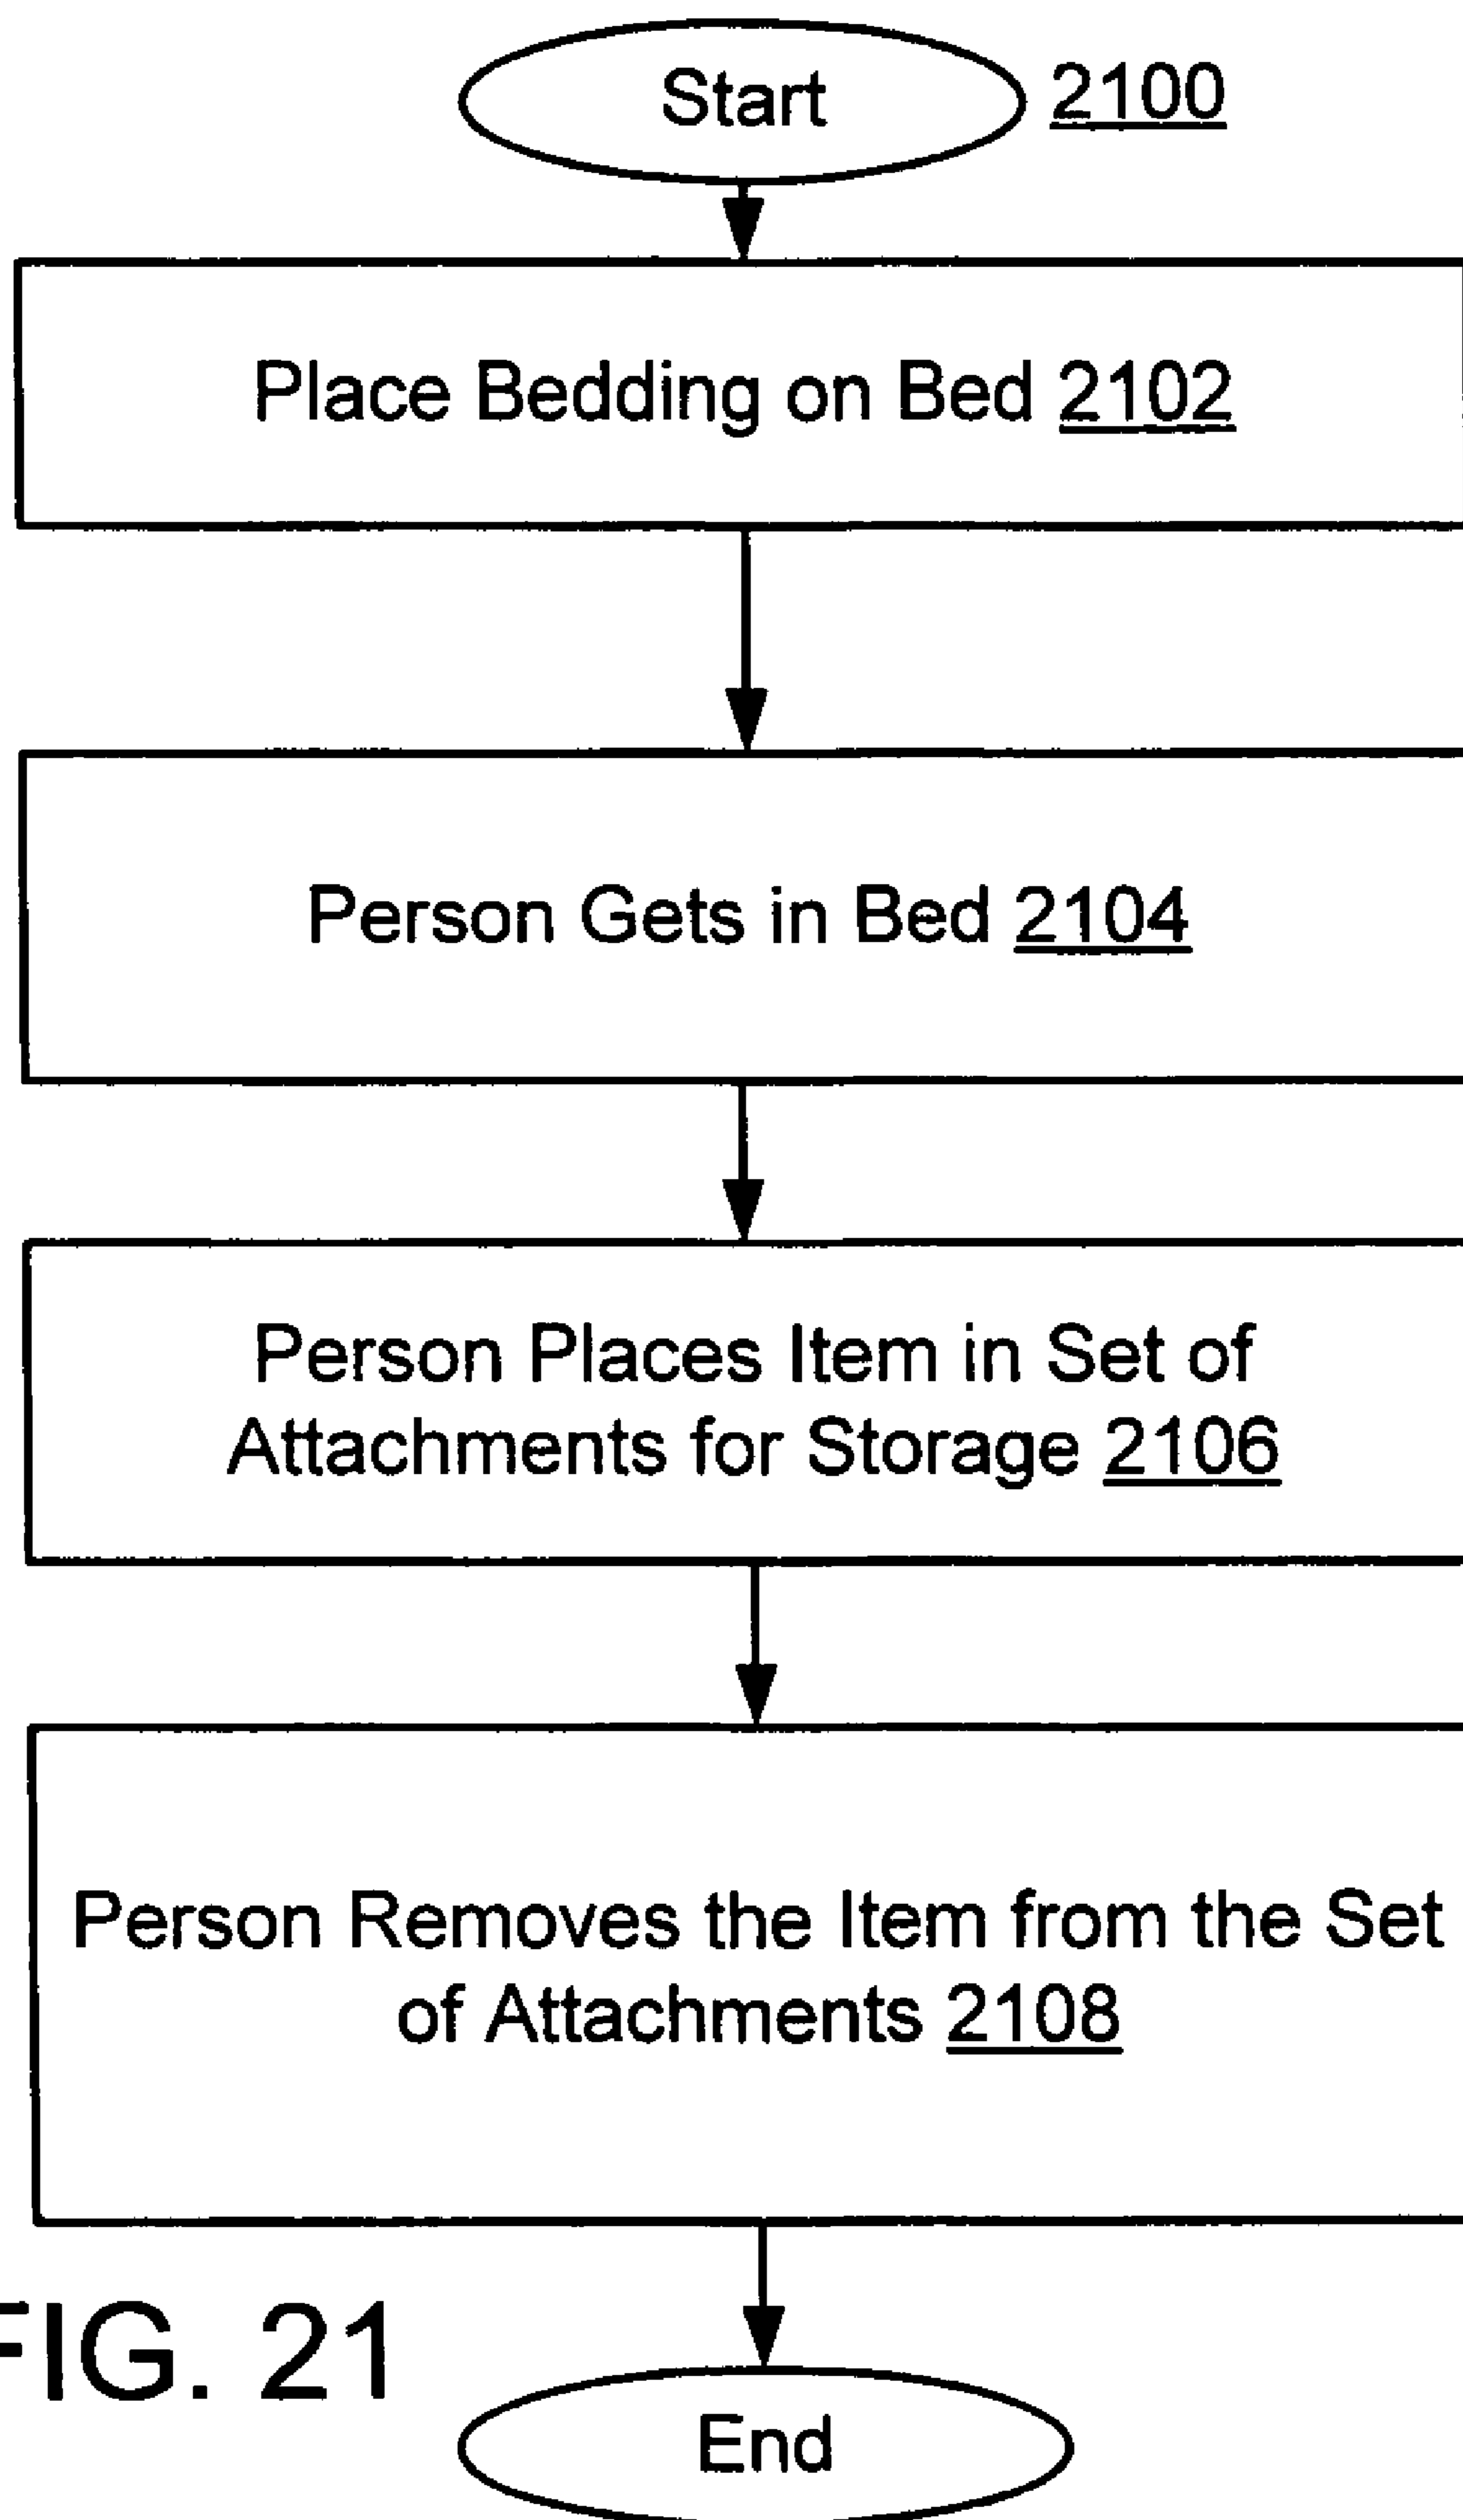 Start 2100
Place Bedding on Bed 2102
Person Gets in Bed 2104
Person Places Item in Set of
Attachments for Storage 2106
Person Removes the Item from the Set
of Attachments 2108
FIG. 21
End